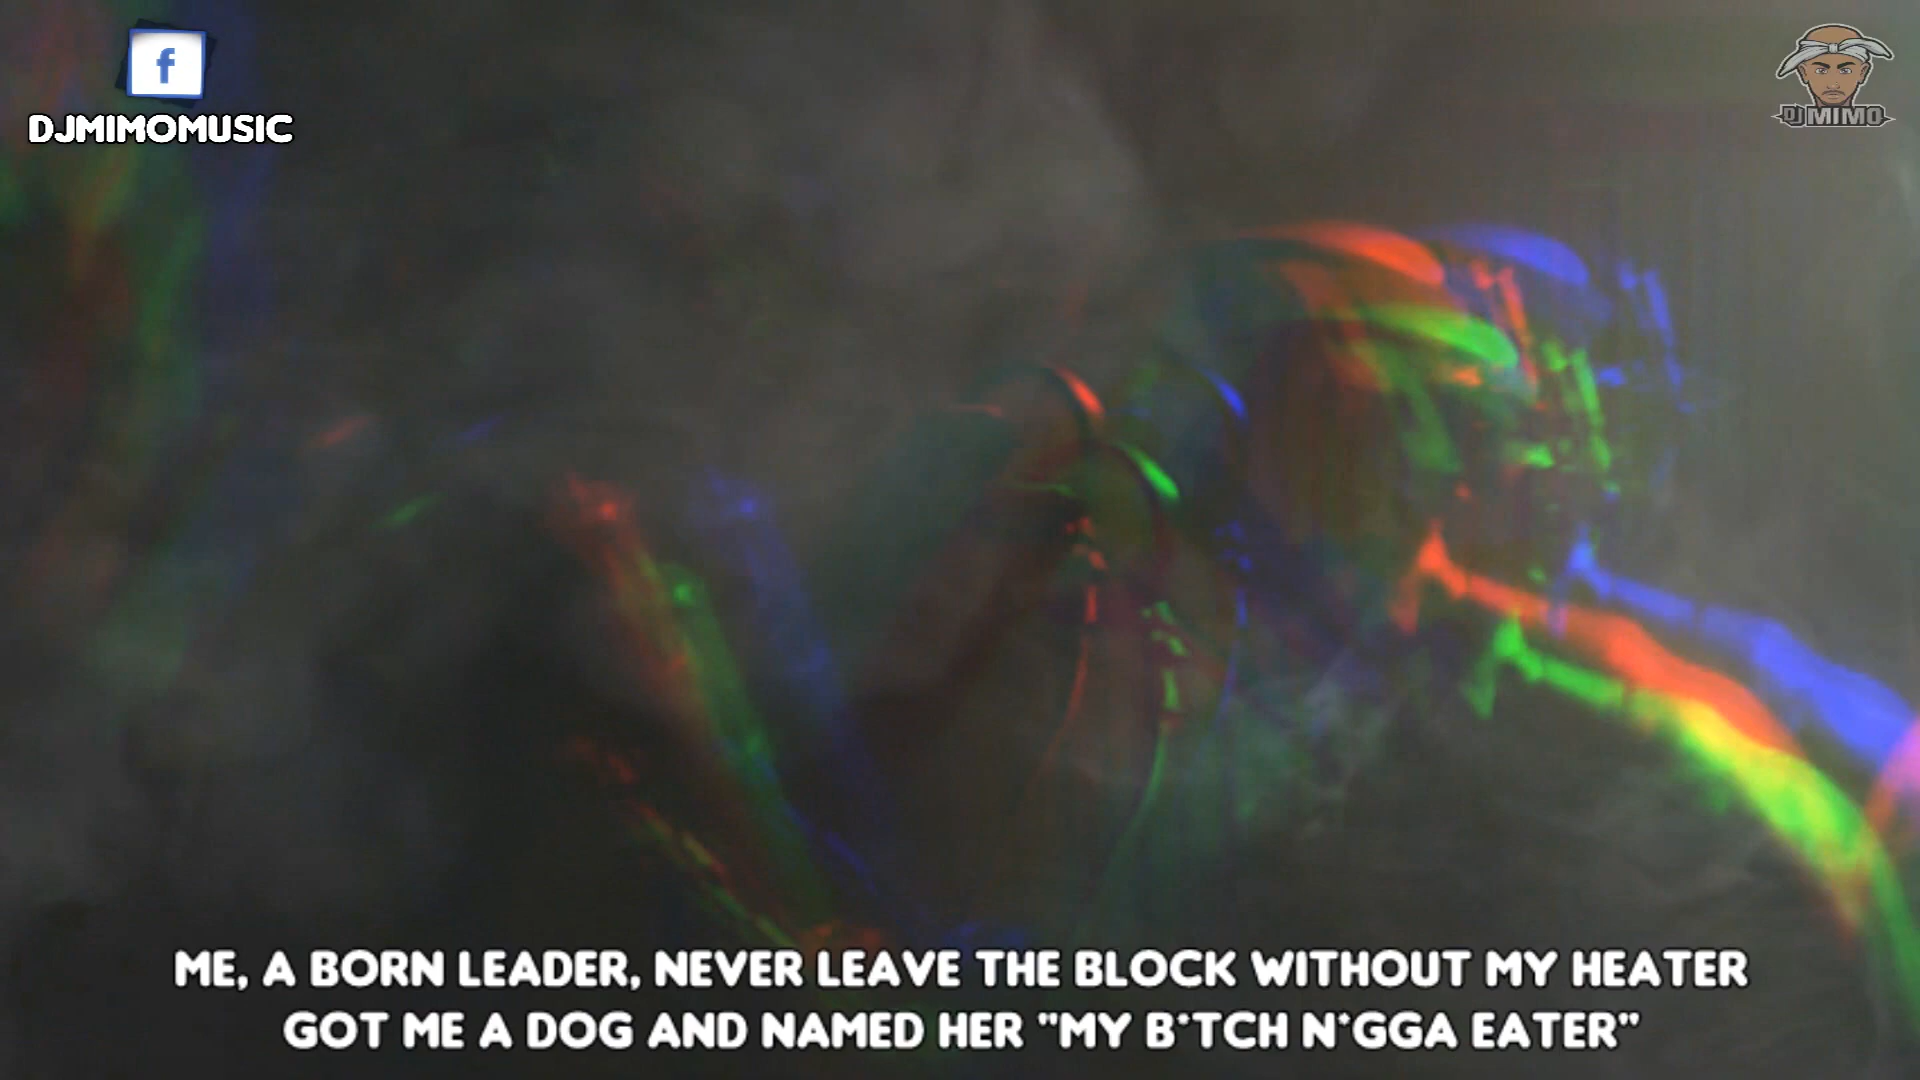 f
DJMIMOMUSIC
DJ MIMO
ME, A BORN LEADER, NEVER LEAVE THE BLOCK WITHOUT MY HEATER
GOT ME A DOG AND NAMED HER "MY B*TCH N*GGA EATER"